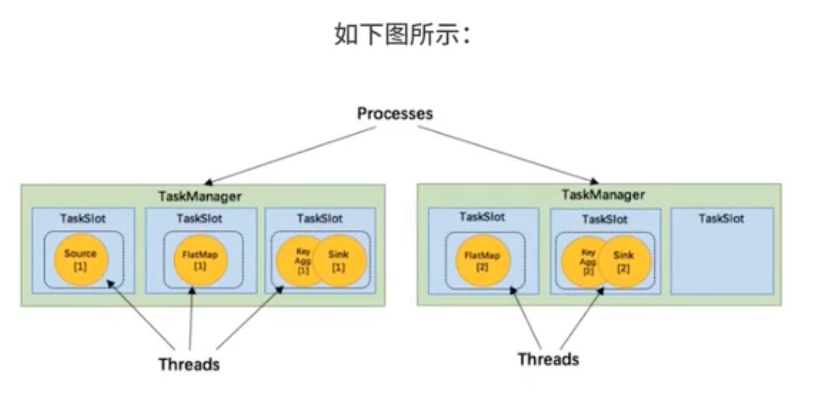 如下图所示：
Processes
TaskManager
TaskSlot
Source
[1]
TaskSlot
FlatMap
[1]
TaskSlot
Key
Agg
[1]
Sink
[1]
TaskManager
TaskSlot
FlatMap
[2]
TaskSlot
Key
Agg
[2]
Sink
[2]
TaskSlot
Threads
Threads